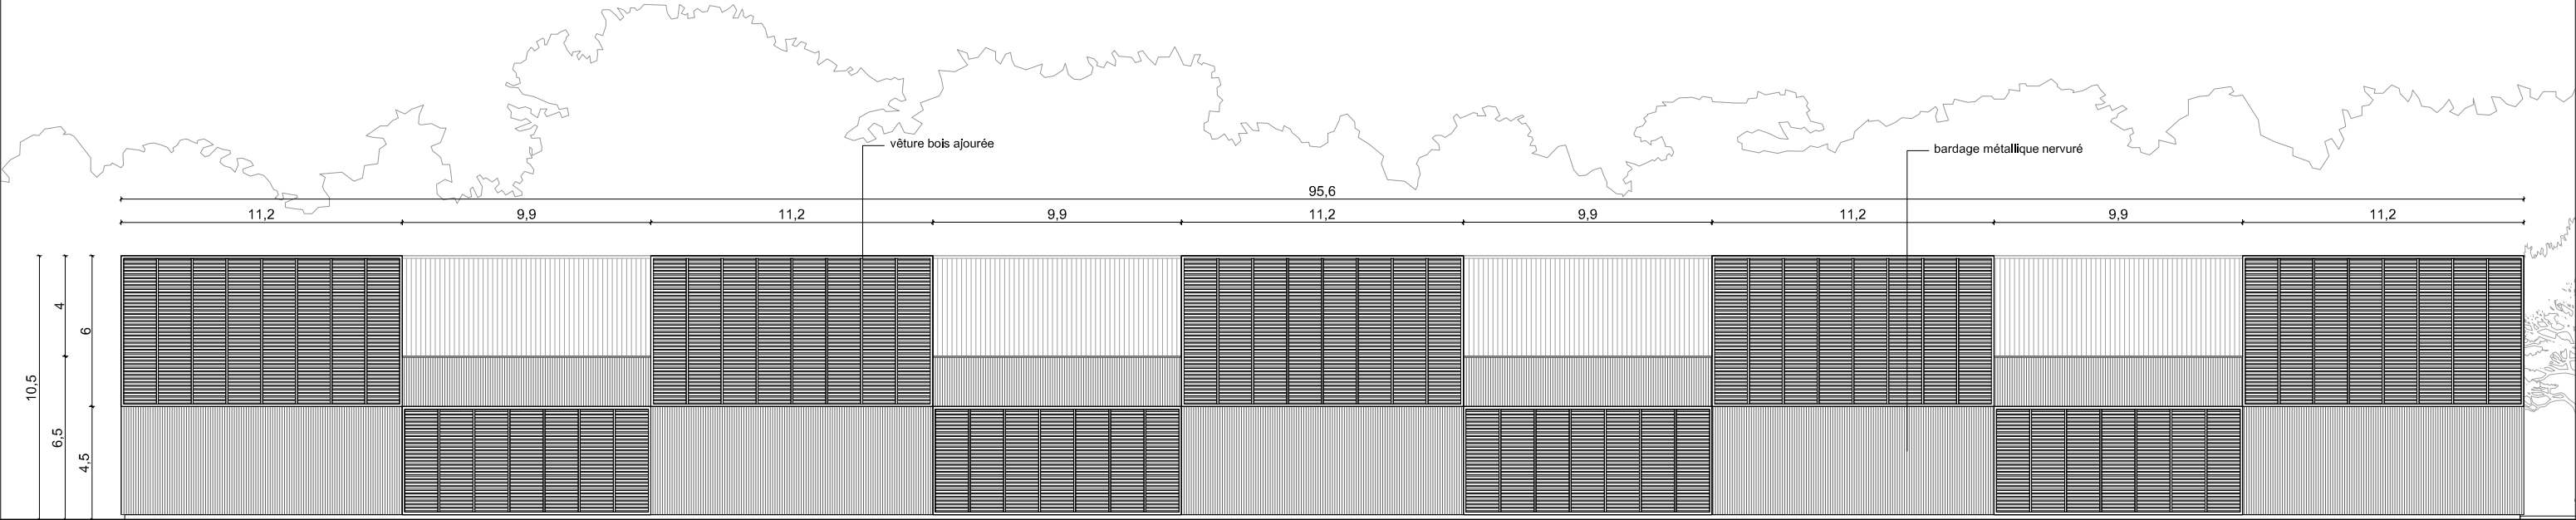 vêture bois ajourée
bardage métallique nervuré
95,6
11,2 9,9 11,2 9,9 11,2 9,9 11,2 9,9 11,2
4
6
10,5
6,5
4,5